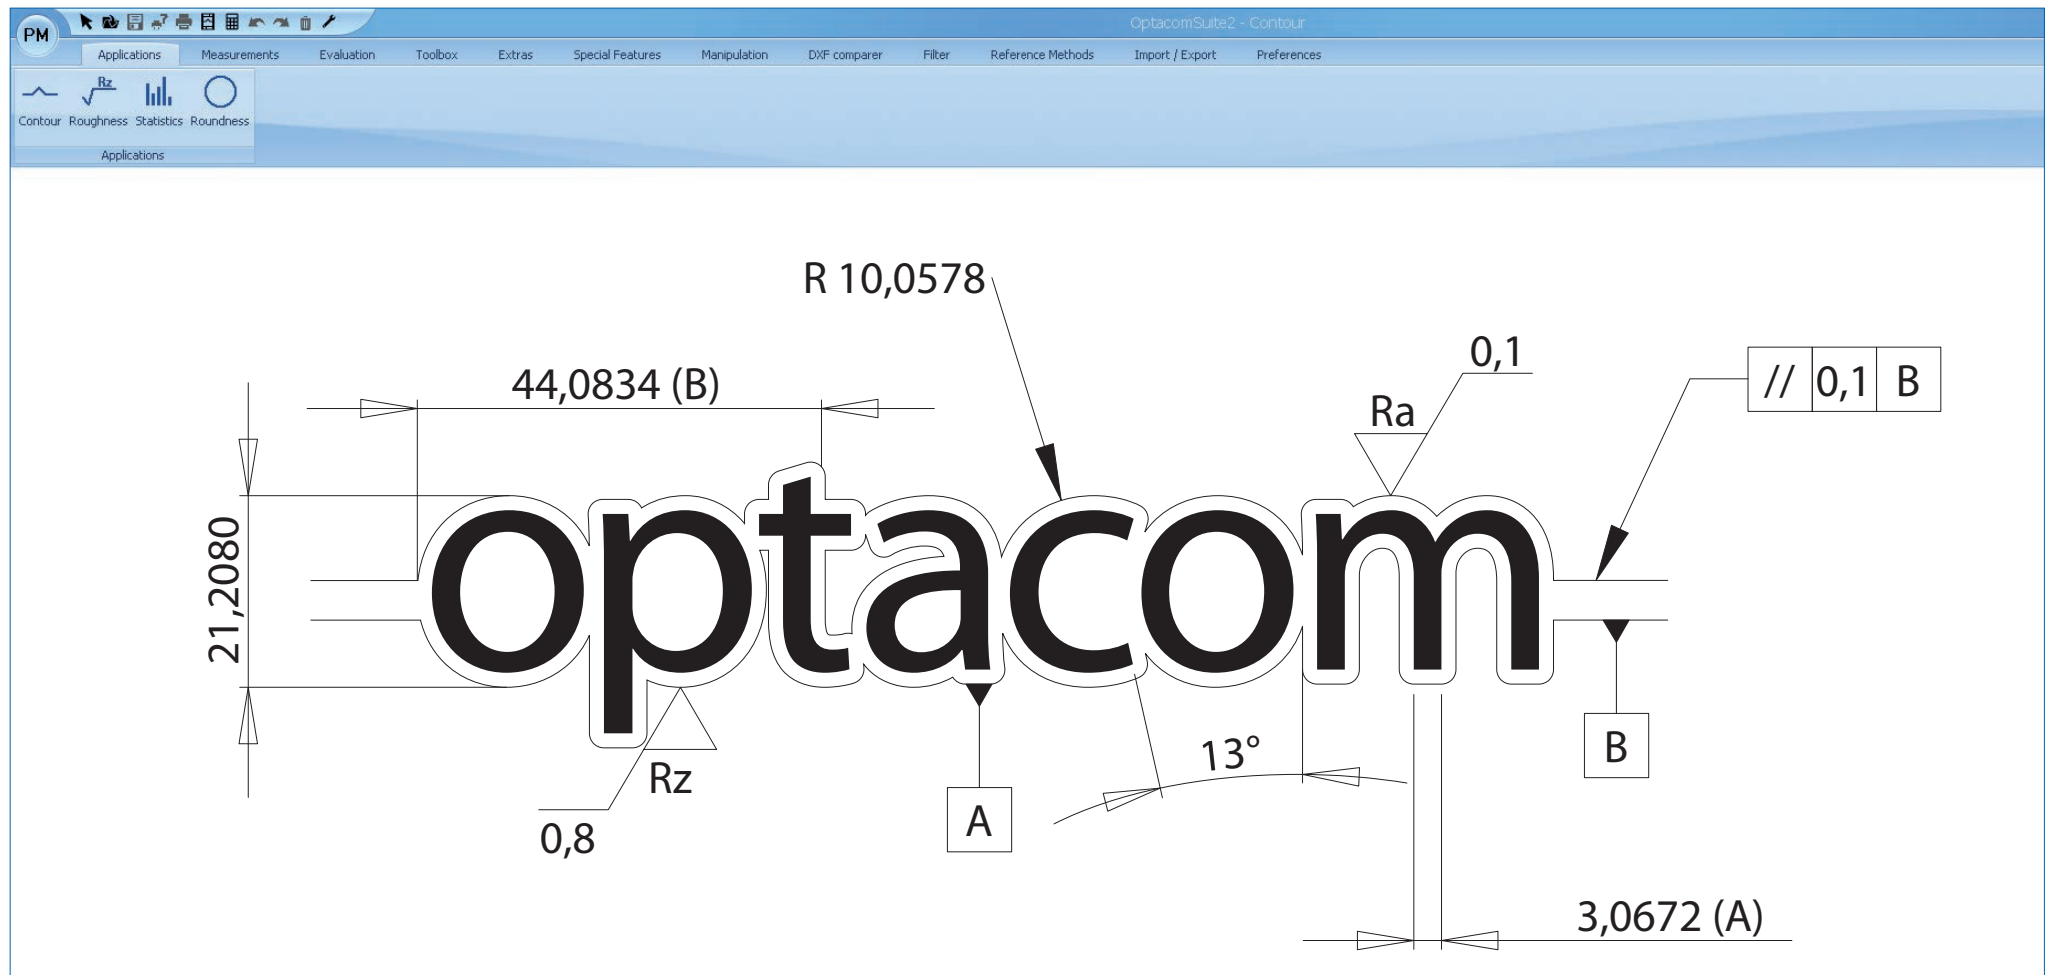 OptacomSuite2 - Contour
PM
Applications Measurements Evaluation Toolbox Extras Special Features Manipulation DXF comparer Filter Reference Methods Import / Export Preferences
Rz
Contour Roughness Statistics Roundness
Applications
R 10,0578
0,1
44,0834 (B)
// 0,1 B
Ra
optacom
21,2080
13°
B
Rz
A
0,8
3,0672 (A)